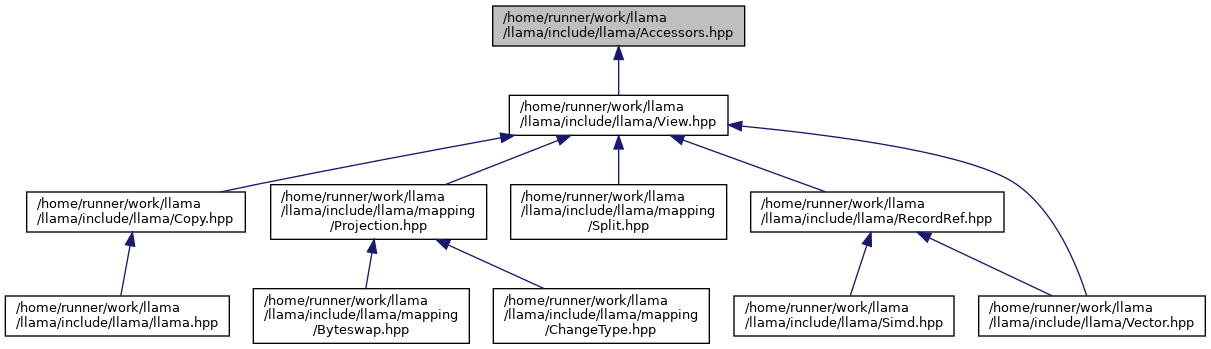 /home/runner/work/llama
/llama/include/llama/Accessors.hpp
/home/runner/work/llama
/llama/include/llama/View.hpp
/home/runner/work/llama
/llama/include/llama/Copy.hpp
/home/runner/work/llama
/llama/include/llama/mapping
/Projection.hpp
/home/runner/work/llama
/llama/include/llama/mapping
/Split.hpp
/home/runner/work/llama
/llama/include/llama/RecordRef.hpp
/home/runner/work/llama
/llama/include/llama/llama.hpp
/home/runner/work/llama
/llama/include/llama/mapping
/Byteswap.hpp
/home/runner/work/llama
/llama/include/llama/mapping
/ChangeType.hpp
/home/runner/work/llama
/llama/include/llama/Simd.hpp
/home/runner/work/llama
/llama/include/llama/Vector.hpp